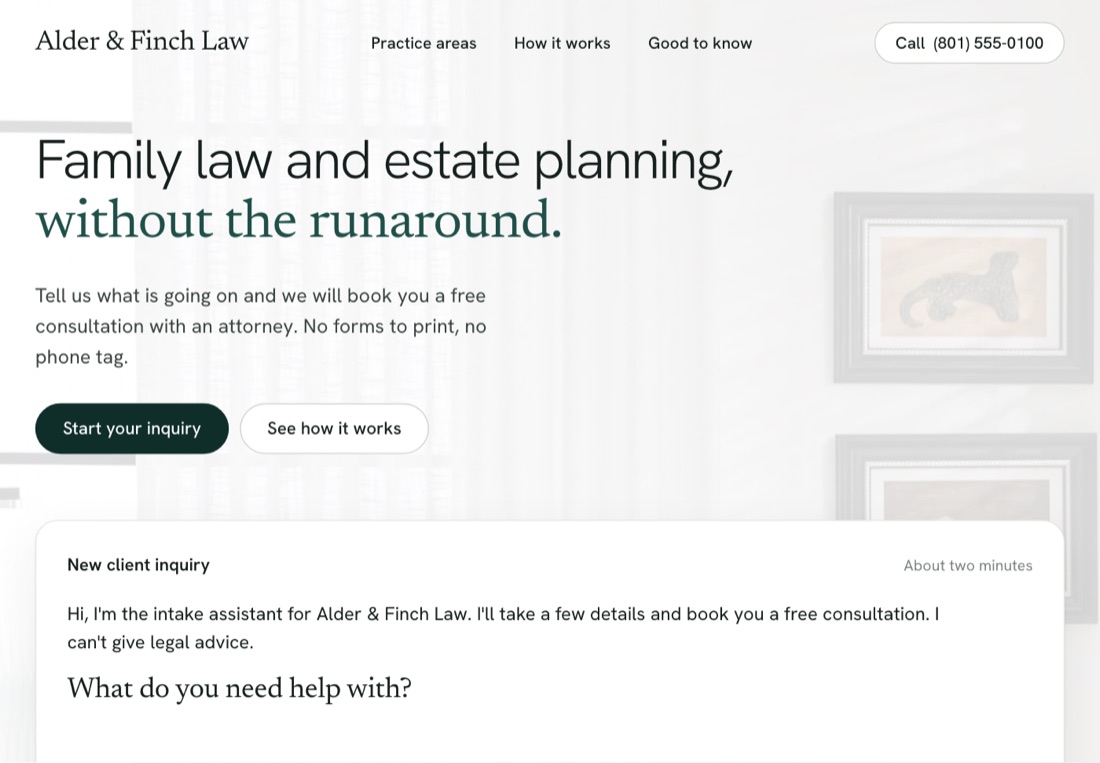 Alder & Finch Law
Practice areas
How it works
Good to know
Call (801) 555-0100
Family law and estate planning,
without the runaround.
Tell us what is going on and we will book you a free
consultation with an attorney. No forms to print, no
phone tag.
Start your inquiry
See how it works
New client inquiry
About two minutes
Hi, I'm the intake assistant for Alder & Finch Law. I'll take a few details and book you a free consultation. I
can't give legal advice.
What do you need help with?